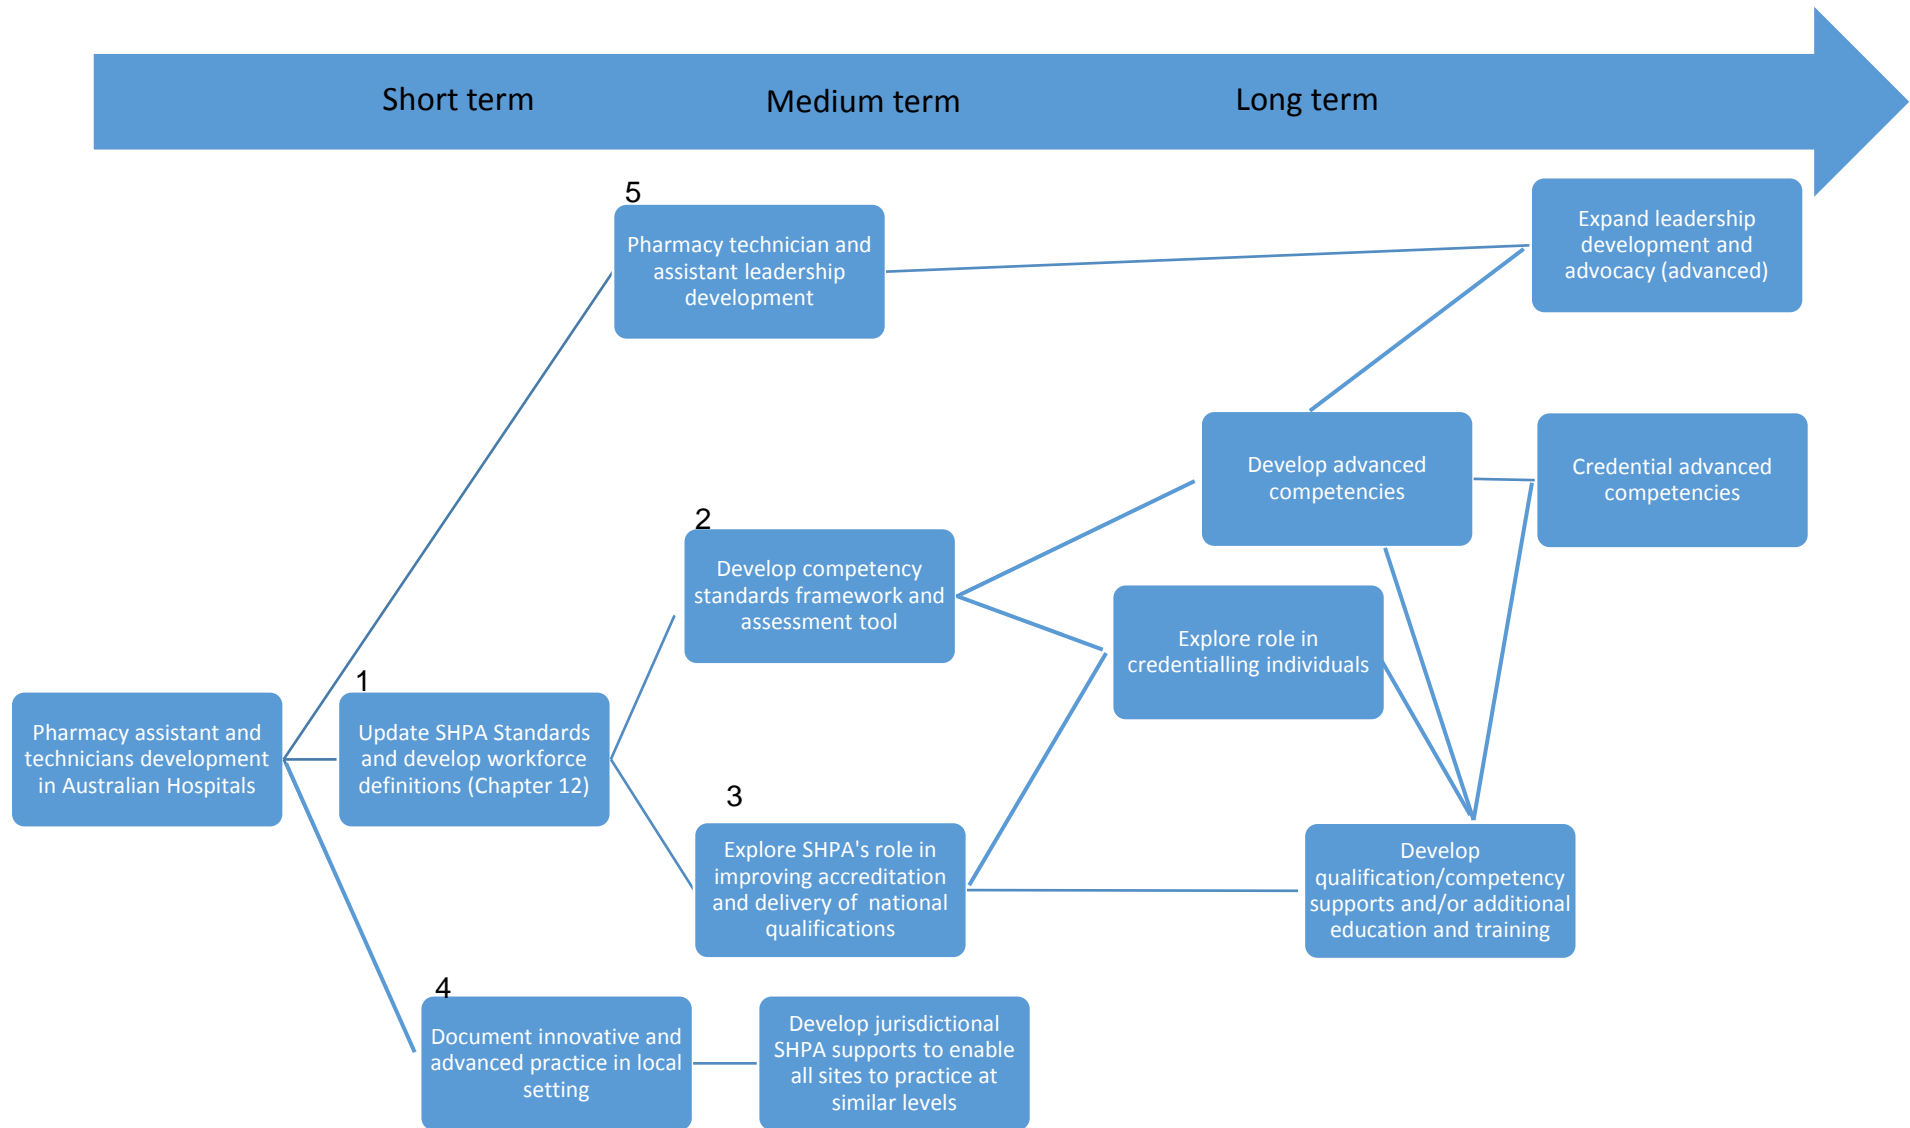 Short term
Medium term
Long term
5
Pharmacy technician and
assistant leadership
development
Expand leadership
development and
advocacy (advanced)
Develop advanced
competencies
Credential advanced
competencies
2
Develop competency
standards framework and
assessment tool
Explore role in
credentialling individuals
Pharmacy assistant and
technicians development
in Australian Hospitals
1
Update SHPA Standards
and develop workforce
definitions (Chapter 12)
3
Explore SHPA's role in
improving accreditation
and delivery of national
qualifications
Develop
qualification/competency
supports and/or additional
education and training
4
Document innovative and
advanced practice in local
setting
Develop jurisdictional
SHPA supports to enable
all sites to practice at
similar levels